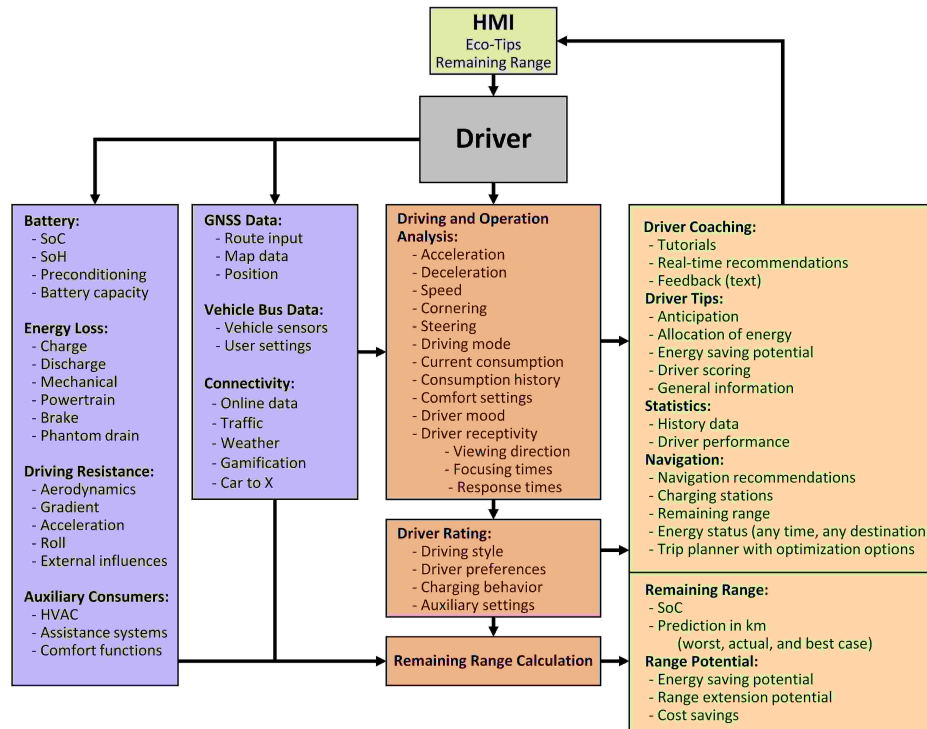 HMI
Eco-Tips
Remaining Range
Driver
Battery:
- SoC
- SoH
- Preconditioning
- Battery capacity
Energy Loss:
- Charge
- Discharge
- Mechanical
- Powertrain
- Brake
- Phantom drain
Driving Resistance:
- Aerodynamics
- Gradient
- Acceleration
- Roll
- External influences
Auxiliary Consumers:
- HVAC
- Assistance systems
- Comfort functions
GNSS Data:
- Route input
- Map data
- Position
Vehicle Bus Data:
- Vehicle sensors
- User settings
Connectivity:
- Online data
- Traffic
- Weather
- Gamification
- Car to X
Driving and Operation
Analysis:
- Acceleration
- Deceleration
- Speed
- Cornering
- Steering
- Driving mode
- Current consumption
- Consumption history
- Comfort settings
- Driver mood
- Driver receptivity
- Viewing direction
- Focusing times
- Response times
Driver Rating:
- Driving style
- Driver preferences
- Charging behavior
- Auxiliary settings
Remaining Range Calculation
Driver Coaching:
- Tutorials
- Real-time recommendations
- Feedback (text)
Driver Tips:
- Anticipation
- Allocation of energy
- Energy saving potential
- Driver scoring
- General information
Statistics:
- History data
- Driver performance
Navigation:
- Navigation recommendations
- Charging stations
- Remaining range
- Energy status (any time, any destination
- Trip planner with optimization options
Remaining Range:
- SoC
- Prediction in km
(worst, actual, and best case)
Range Potential:
- Energy saving potential
- Range extension potential
- Cost savings